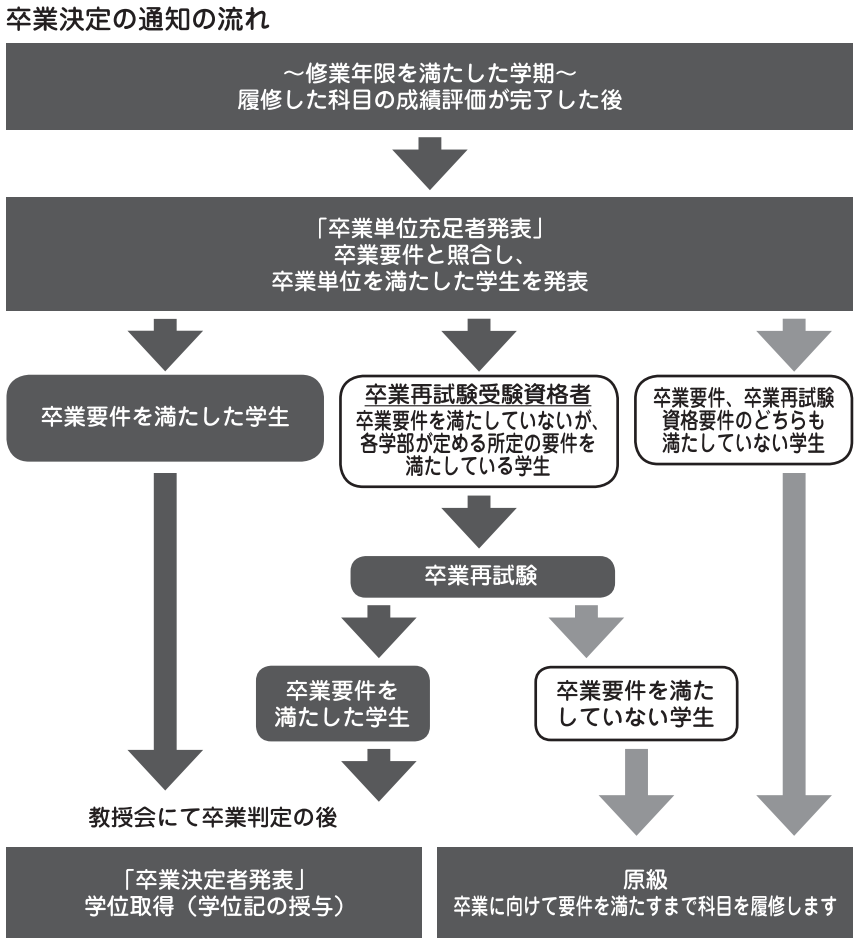 卒業決定の通知の流れ
～修業年限を満たした学期～
履修した科目の成績評価が完了した後
「卒業単位充足者発表」
卒業要件と照合し、
卒業単位を満たした学生を発表
卒業要件を満たした学生
卒業再試験受験資格者
卒業要件を満たしていないが、
各学部が定める所定の要件を
満たしている学生
卒業要件、卒業再試験
資格要件のどちらも
満たしていない学生
卒業再試験
卒業要件を
満たした学生
卒業要件を満た
していない学生
教授会にて卒業判定の後
「卒業決定者発表」
学位取得（学位記の授与）
原級
卒業に向けて要件を満たすまで科目を履修します